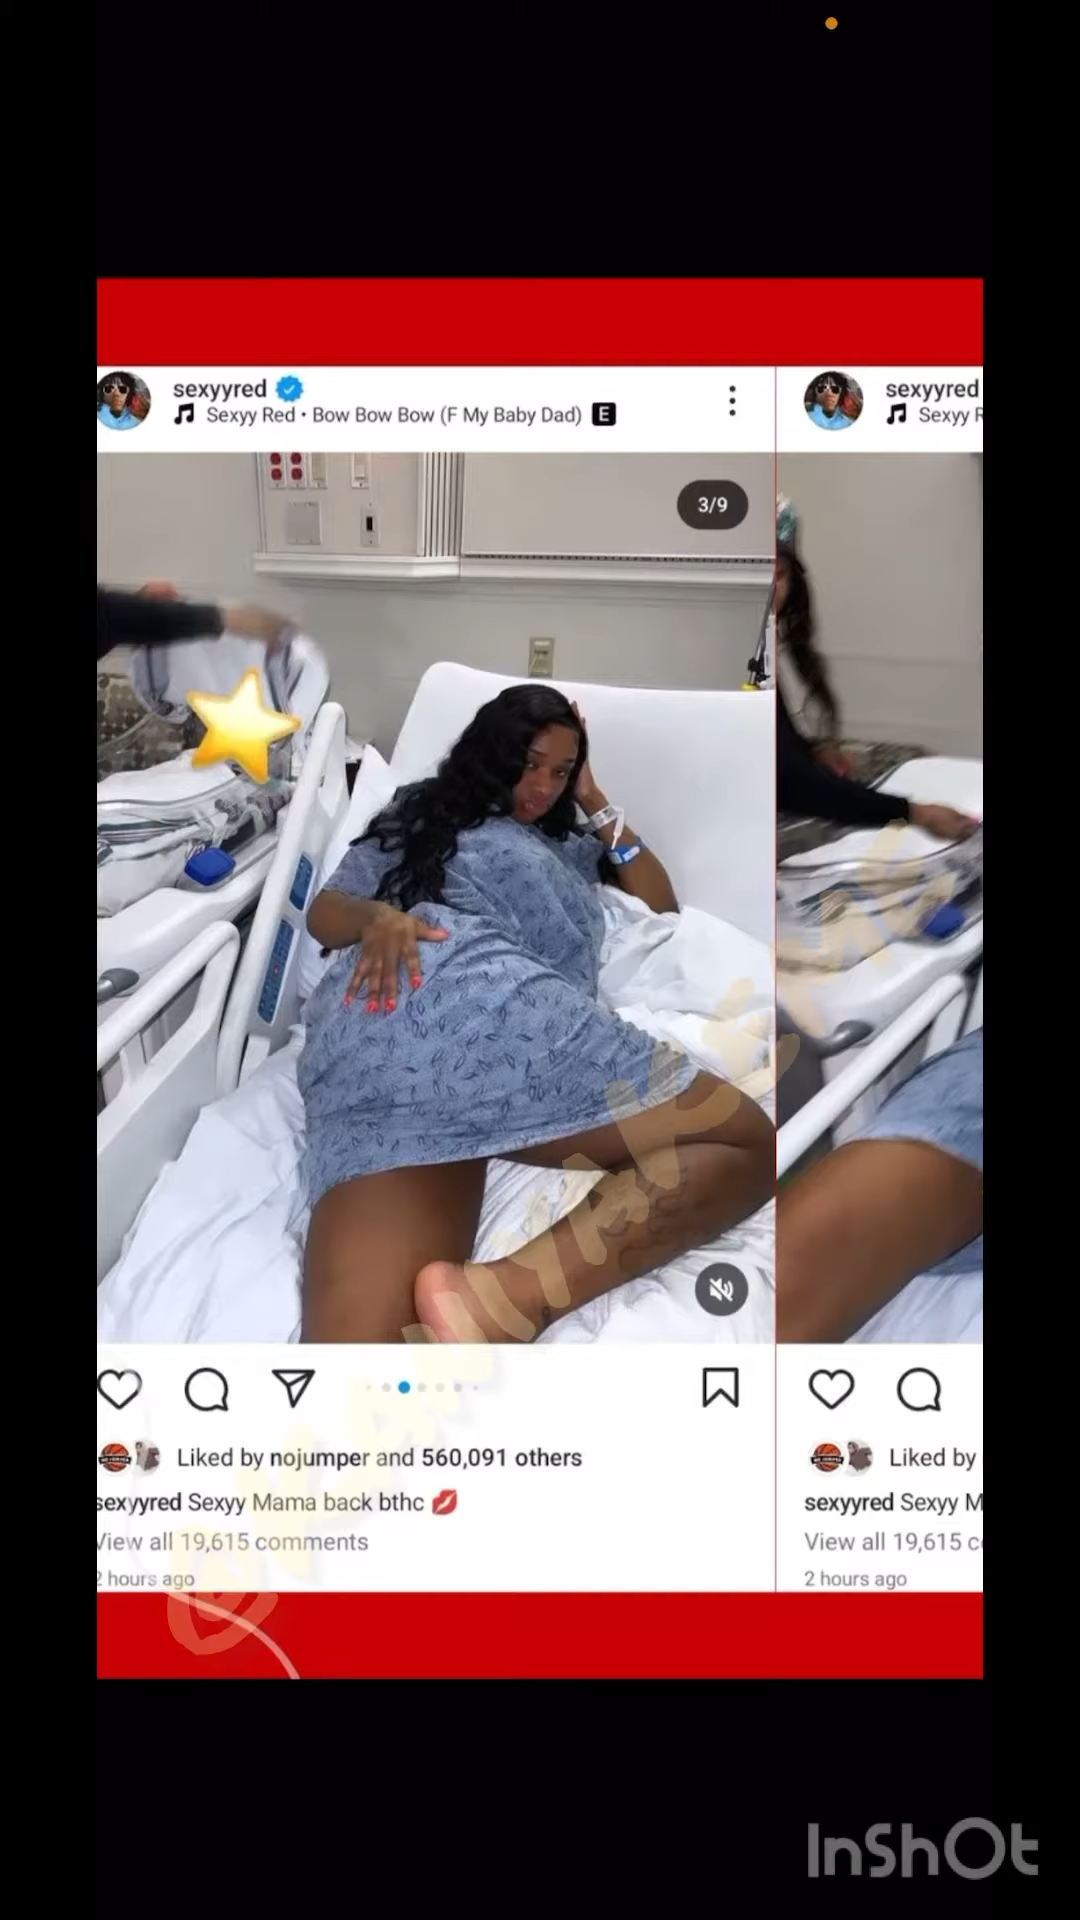 sexyyred
Sexyy Red • Bow Bow Bow (F My Baby Dad) E
3/9
Liked by nojumper and 560,091 others
sexyyred Sexyy Mama back bthc 💋
View all 19,615 comments
2 hours ago
sexyyred
Sexyy R
Liked by
sexyyred Sexyy M
View all 19,615 c
2 hours ago
InShOt